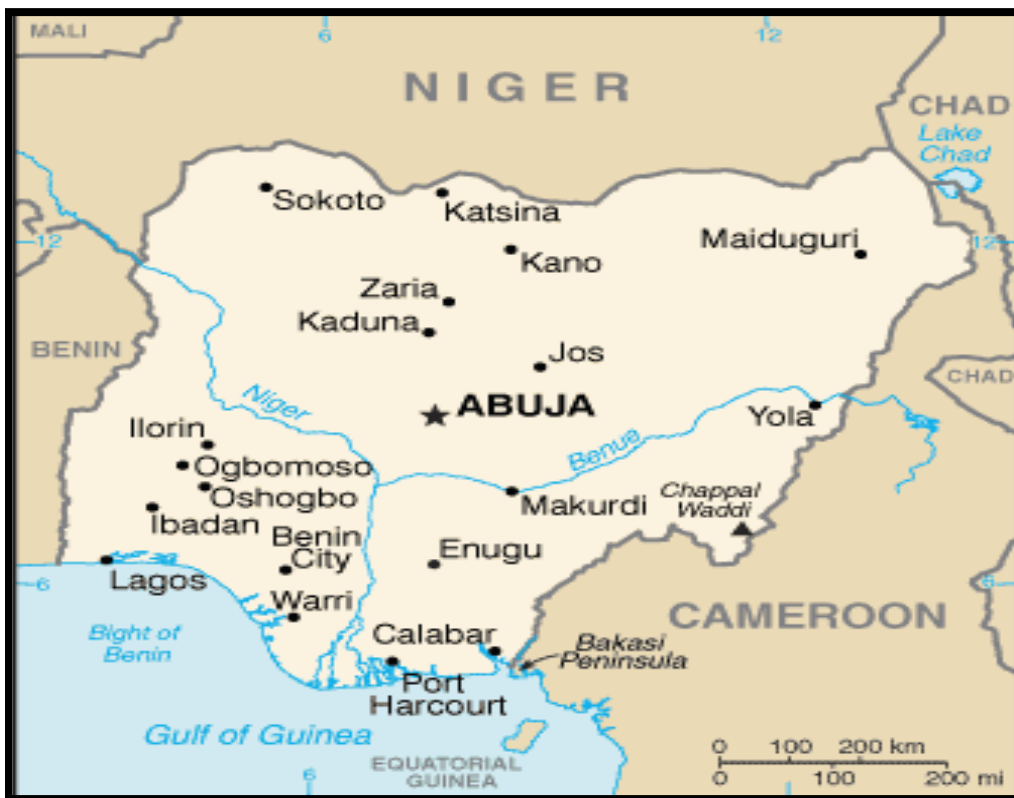 MALI
6
12
NIGER
CHAD
Lake
Chad
Sokoto
Katsina
12
Maiduguri
12
Kano
Zaria
Kaduna
BENIN
Jos
CHAD
Niger
ABUJA
Yola
Ilorin
Benue
Ogbomoso
Oshogbo
Makurdi
Chappal
Waddi
Ibadan
Benin
City
Enugu
6
Lagos
6
Warri
CAMEROON
Bight of
Benin
Calabar
Bakasi
Peninsula
Port
Harcourt
Gulf of Guinea
EQUATORIAL
GUINEA
6
12
0 100 200 km
0 100 200 mi